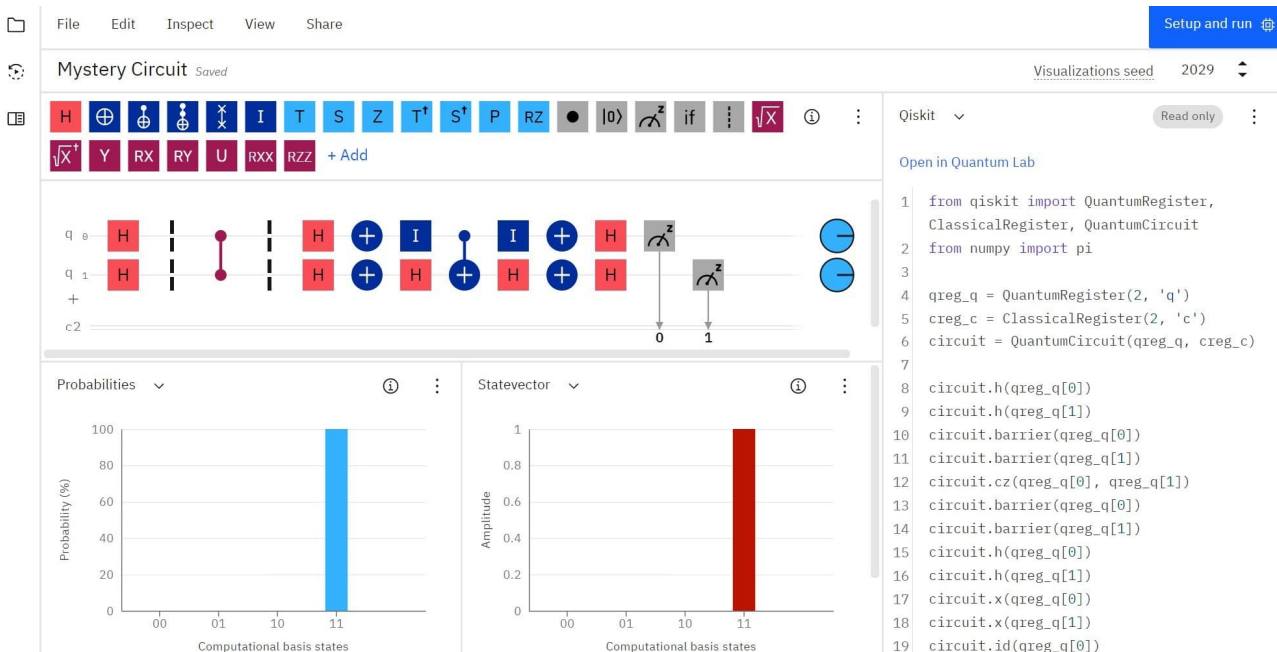 File Edit Inspect View Share
Setup and run
Mystery Circuit Saved
Visualizations seed 2029
H I T S Z T† S† P RZ |0⟩ z if √X
√X† Y RX RY U RXX RZZ + Add
q 0 H H I I H z
q 1 H H H H H z
+
c2
0 1
Probabilities
Probability (%)
100
80
60
40
20
0
00 01 10 11
Computational basis states
Statevector
Amplitude
1
0.8
0.6
0.4
0.2
0
00 01 10 11
Computational basis states
Qiskit Read only
Open in Quantum Lab
1 from qiskit import QuantumRegister,
ClassicalRegister, QuantumCircuit
2 from numpy import pi
3
4 qreg_q = QuantumRegister(2, 'q')
5 creg_c = ClassicalRegister(2, 'c')
6 circuit = QuantumCircuit(qreg_q, creg_c)
7
8 circuit.h(qreg_q[0])
9 circuit.h(qreg_q[1])
10 circuit.barrier(qreg_q[0])
11 circuit.barrier(qreg_q[1])
12 circuit.cz(qreg_q[0], qreg_q[1])
13 circuit.barrier(qreg_q[0])
14 circuit.barrier(qreg_q[1])
15 circuit.h(qreg_q[0])
16 circuit.h(qreg_q[1])
17 circuit.x(qreg_q[0])
18 circuit.x(qreg_q[1])
19 circuit.id(qreg_q[0])